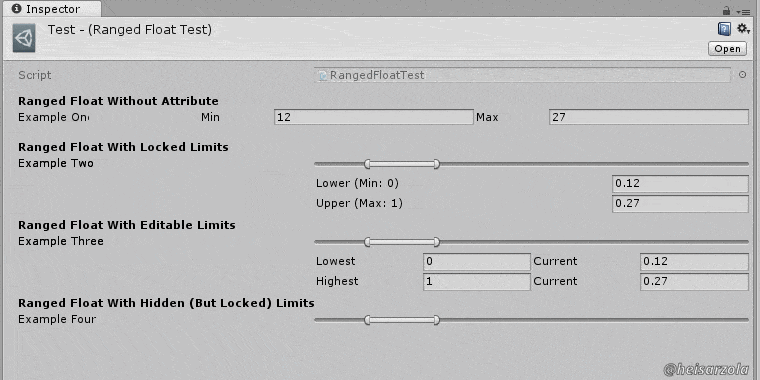 Inspector
Test - (Ranged Float Test)
Open
Script RangedFloatTest
Ranged Float Without Attribute
Example One Min 12 Max 27
Ranged Float With Locked Limits
Example Two
Lower (Min: 0) 0.12
Upper (Max: 1) 0.27
Ranged Float With Editable Limits
Example Three
Lowest 0 Current 0.12
Highest 1 Current 0.27
Ranged Float With Hidden (But Locked) Limits
Example Four
@heisarzola